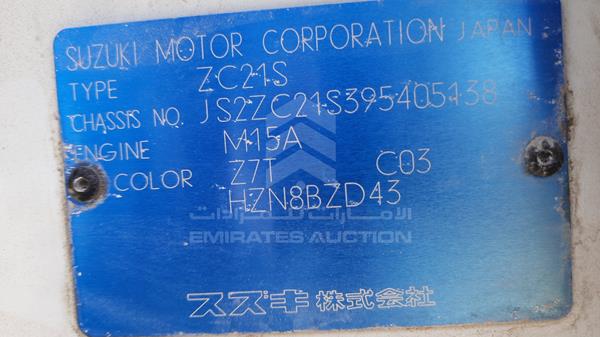 SUZUKI MOTOR CORPORATION JAPAN
TYPE ZC21S
CHASSIS NO. JS2ZC21S395405138
ENGINE M15A
COLOR Z7T C03
HZN8BZD43
الإمارات للمزادات
EMIRATES AUCTION
スズキ株式会社